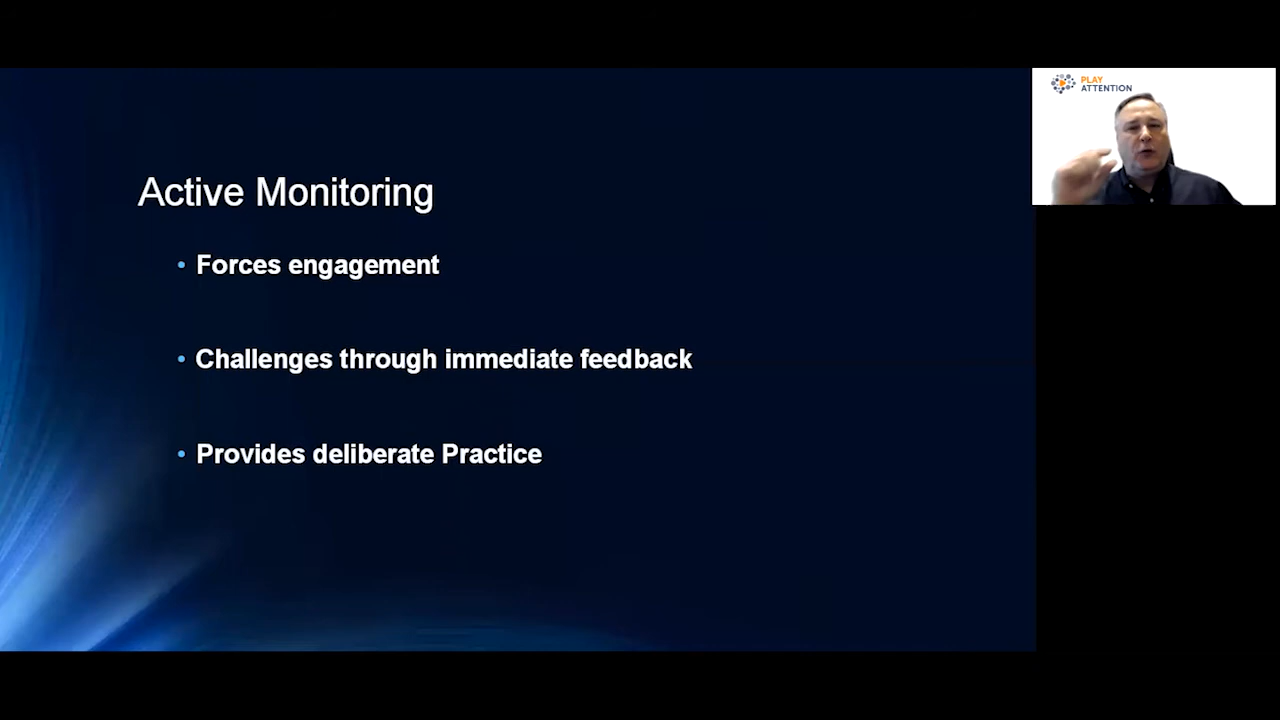 PLAY
ATTENTION
Active Monitoring
• Forces engagement
• Challenges through immediate feedback
• Provides deliberate Practice